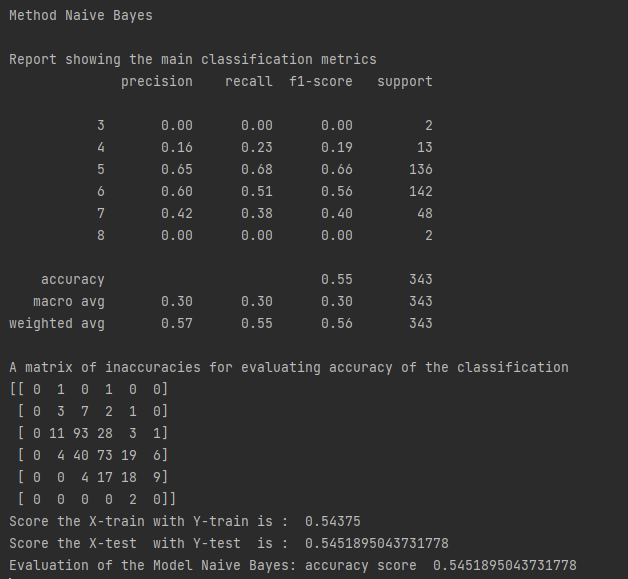 Method Naive Bayes
Report showing the main classification metrics
precision recall f1-score support
3 0.00 0.00 0.00 2
4 0.16 0.23 0.19 13
5 0.65 0.68 0.66 136
6 0.60 0.51 0.56 142
7 0.42 0.38 0.40 48
8 0.00 0.00 0.00 2
accuracy 0.55 343
macro avg 0.30 0.30 0.30 343
weighted avg 0.57 0.55 0.56 343
A matrix of inaccuracies for evaluating accuracy of the classification
[[ 0 1 0 1 0 0]
[ 0 3 7 2 1 0]
[ 0 11 93 28 3 1]
[ 0 4 40 73 19 6]
[ 0 0 4 17 18 9]
[ 0 0 0 0 2 0]]
Score the X-train with Y-train is : 0.54375
Score the X-test with Y-test is : 0.5451895043731778
Evaluation of the Model Naive Bayes: accuracy score 0.5451895043731778